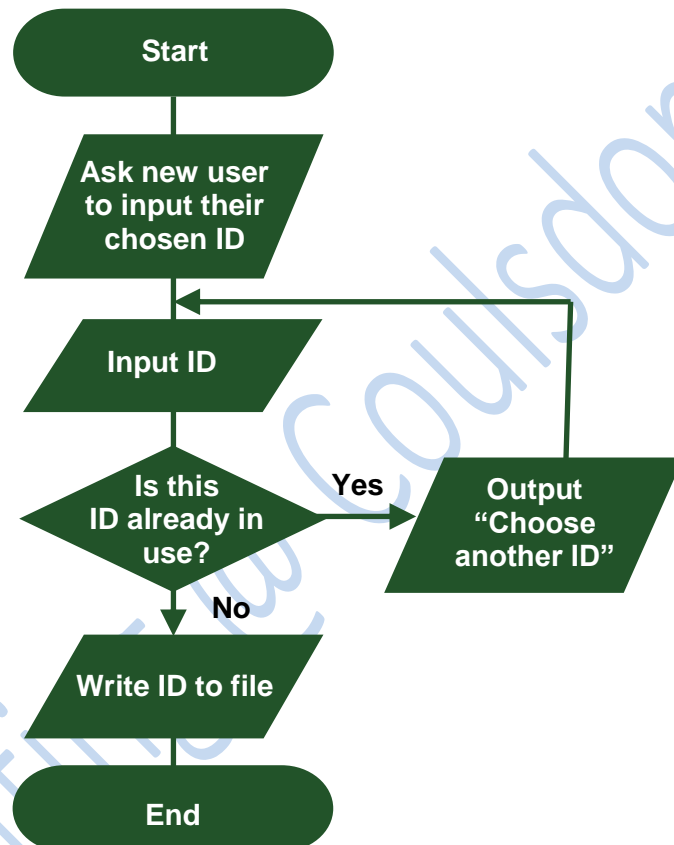 Start
Ask new user
to input their
chosen ID
Input ID
Is this
ID already in
use?
Yes
Output
“Choose
another ID”
No
Write ID to file
End
@ Coulsdon